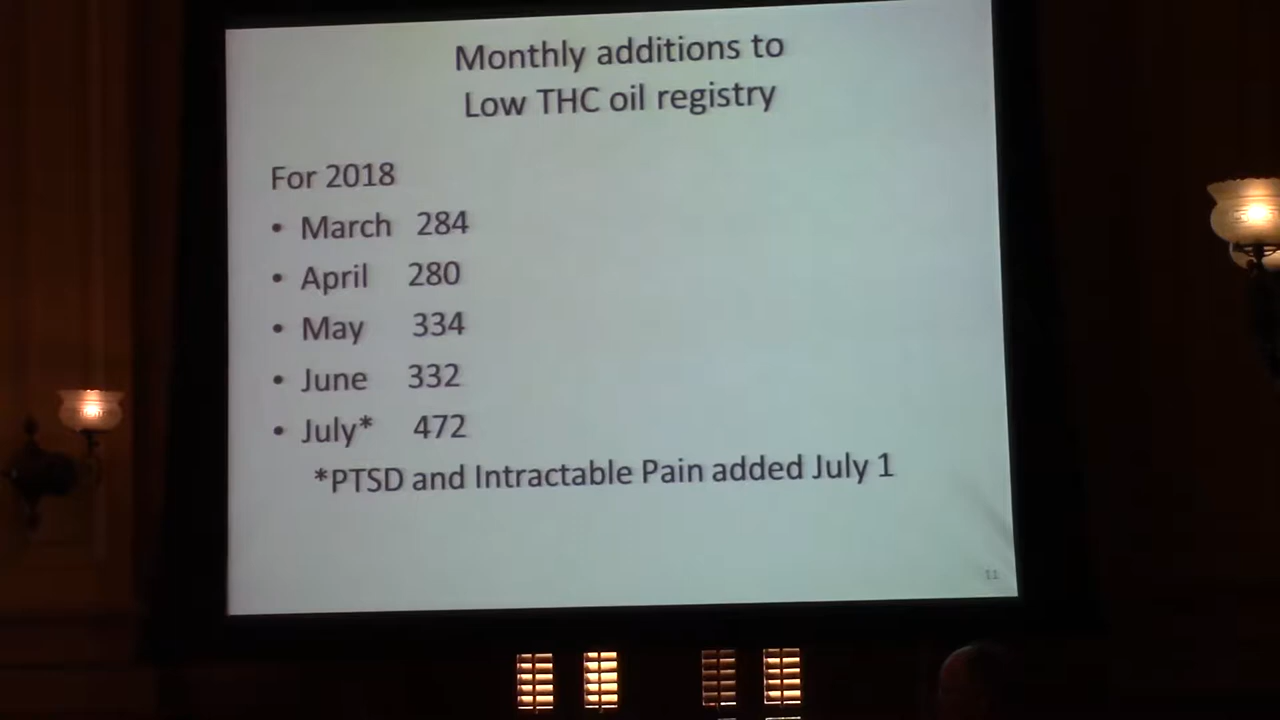 Monthly additions to
Low THC oil registry
For 2018
• March 284
• April 280
• May 334
• June 332
• July* 472
*PTSD and Intractable Pain added July 1
11